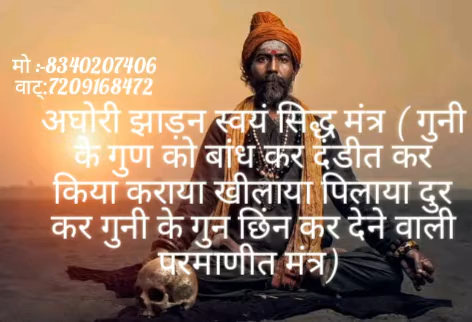 मो :-8340207406
वाट्:7209168472
अघोरी झाड़न स्वयं सिद्ध मंत्र ( गुनी
के गुण को बांध कर दंडीत कर
किया कराया खीलाया पिलाया दुर
कर गुनी के गुन छिंन कर देने वाली
परमाणीत मंत्र)